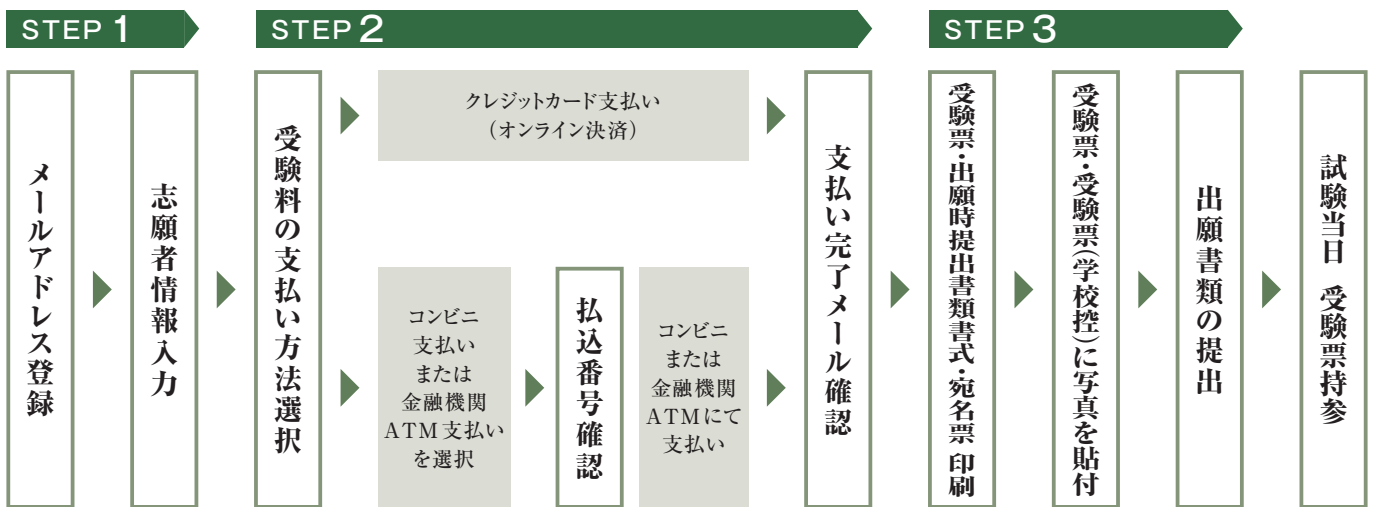 STEP 1
STEP 2
STEP 3
メールアドレス登録
志願者情報入力
受験料の支払い方法選択
クレジットカード支払い
(オンライン決済)
コンビニ
支払い
または
金融機関
ATM支払い
を選択
払込番号確認
コンビニ
または
金融機関
ATMにて
支払い
支払い完了メール確認
受験票・出願時提出書類書式・宛名票 印刷
受験票・受験票(学校控)に写真を貼付
出願書類の提出
試験当日 受験票持参